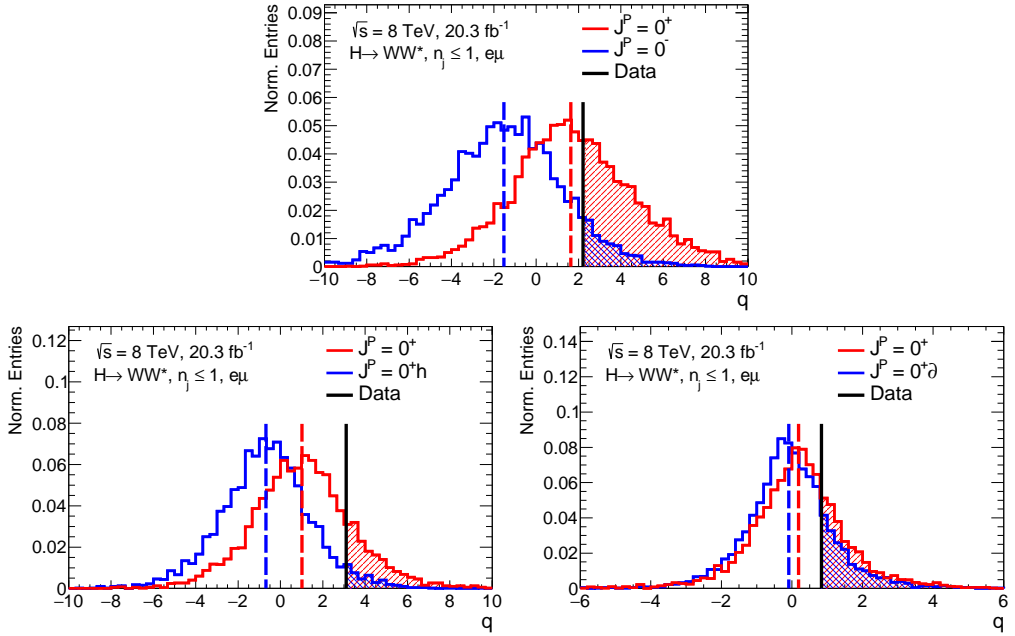 Norm. Entries
0.09
0.08
0.07
0.06
0.05
0.04
0.03
0.02
0.01
0
√s = 8 TeV, 20.3 fb⁻¹
H→ WW*, nⱼ ≤ 1, eμ
Jᴾ = 0⁺
Jᴾ = 0⁻
Data
−10 −8 −6 −4 −2 0 2 4 6 8 10
q
Norm. Entries
0.12
0.1
0.08
0.06
0.04
0.02
0
√s = 8 TeV, 20.3 fb⁻¹
H→ WW*, nⱼ ≤ 1, eμ
Jᴾ = 0⁺
Jᴾ = 0⁺h
Data
−10 −8 −6 −4 −2 0 2 4 6 8 10
q
Norm. Entries
0.14
0.12
0.1
0.08
0.06
0.04
0.02
0
√s = 8 TeV, 20.3 fb⁻¹
H→ WW*, nⱼ ≤ 1, eμ
Jᴾ = 0⁺
Jᴾ = 0⁺∂
Data
−6 −4 −2 0 2 4 6
q